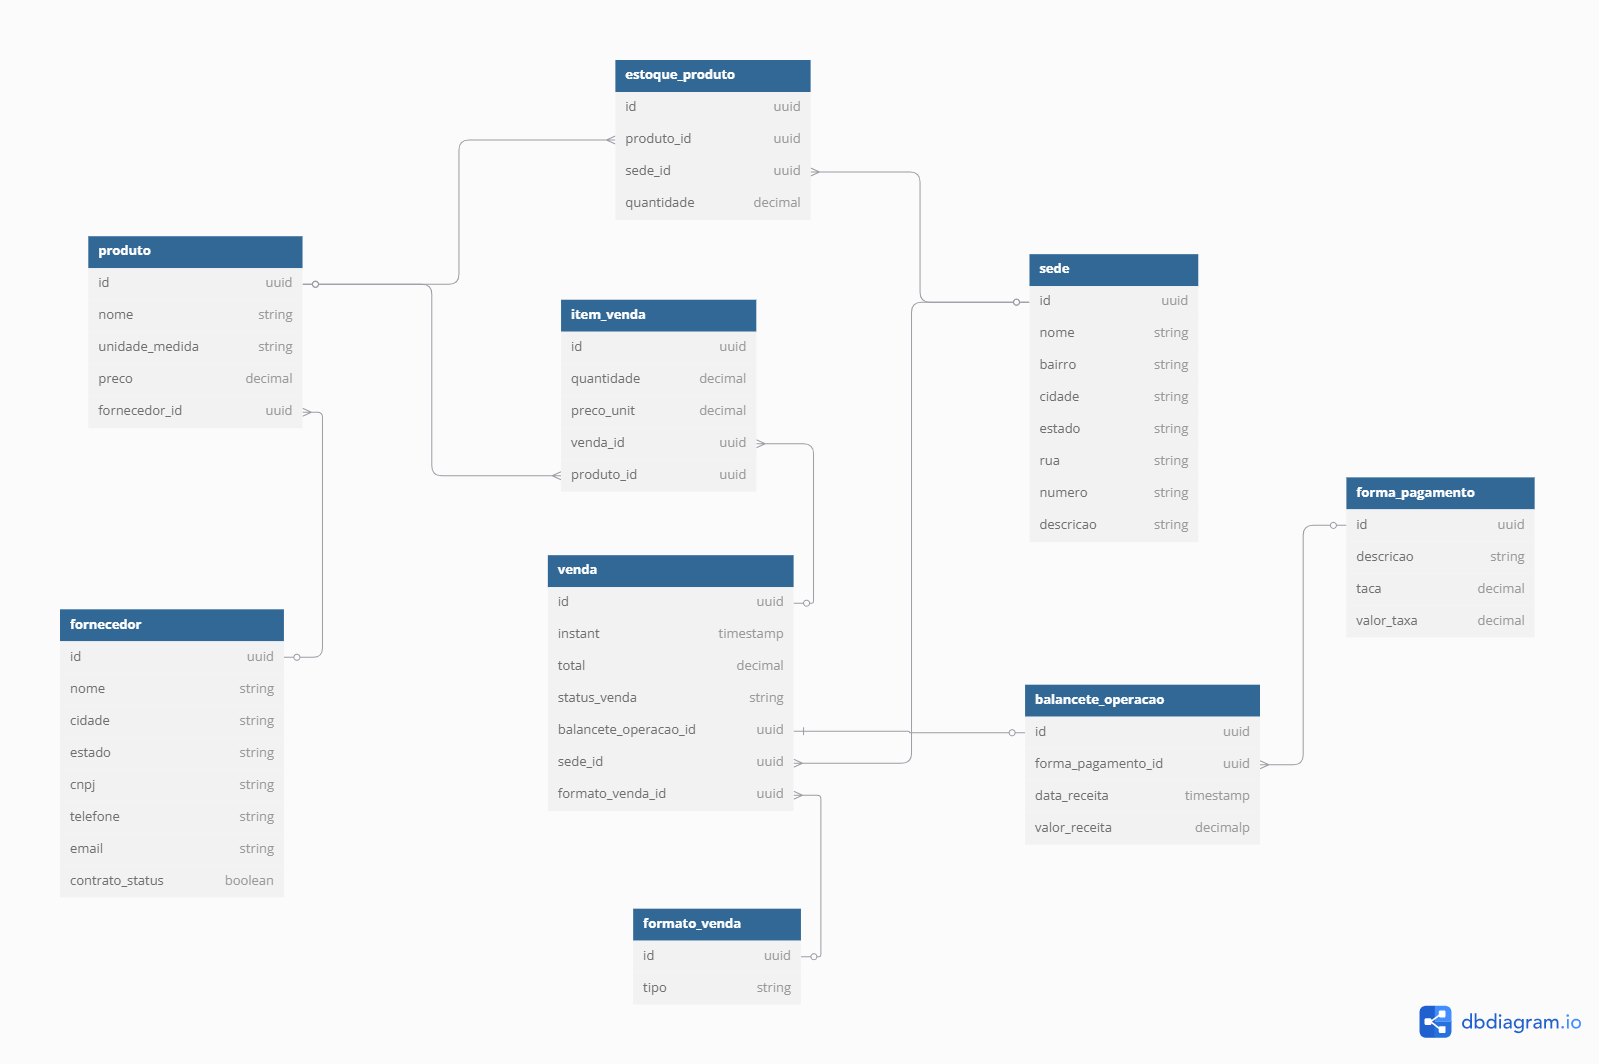 estoque_produto
id uuid
produto_id uuid
sede_id uuid
quantidade decimal
produto
id uuid
nome string
unidade_medida string
preco decimal
fornecedor_id uuid
item_venda
id uuid
quantidade decimal
preco_unit decimal
venda_id uuid
produto_id uuid
sede
id uuid
nome string
bairro string
cidade string
estado string
rua string
numero string
descricao string
forma_pagamento
id uuid
descricao string
taca decimal
valor_taxa decimal
venda
id uuid
instant timestamp
total decimal
status_venda string
balancete_operacao_id uuid
sede_id uuid
formato_venda_id uuid
fornecedor
id uuid
nome string
cidade string
estado string
cnpj string
telefone string
email string
contrato_status boolean
balancete_operacao
id uuid
forma_pagamento_id uuid
data_receita timestamp
valor_receita decimalp
formato_venda
id uuid
tipo string
dbdiagram.io